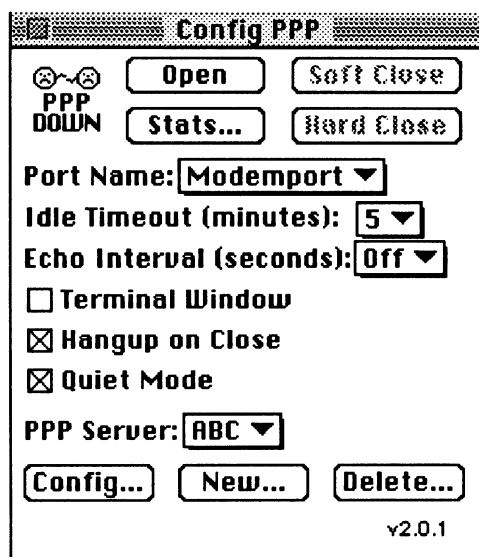 Config PPP
PPP
DOWN
Open
Soft Close
Stats...
Hard Close
Port Name: Modemport
Idle Timeout (minutes): 5
Echo Interval (seconds): Off
Terminal Window
Hangup on Close
Quiet Mode
PPP Server: ABC
Config... New... Delete...
v2.0.1